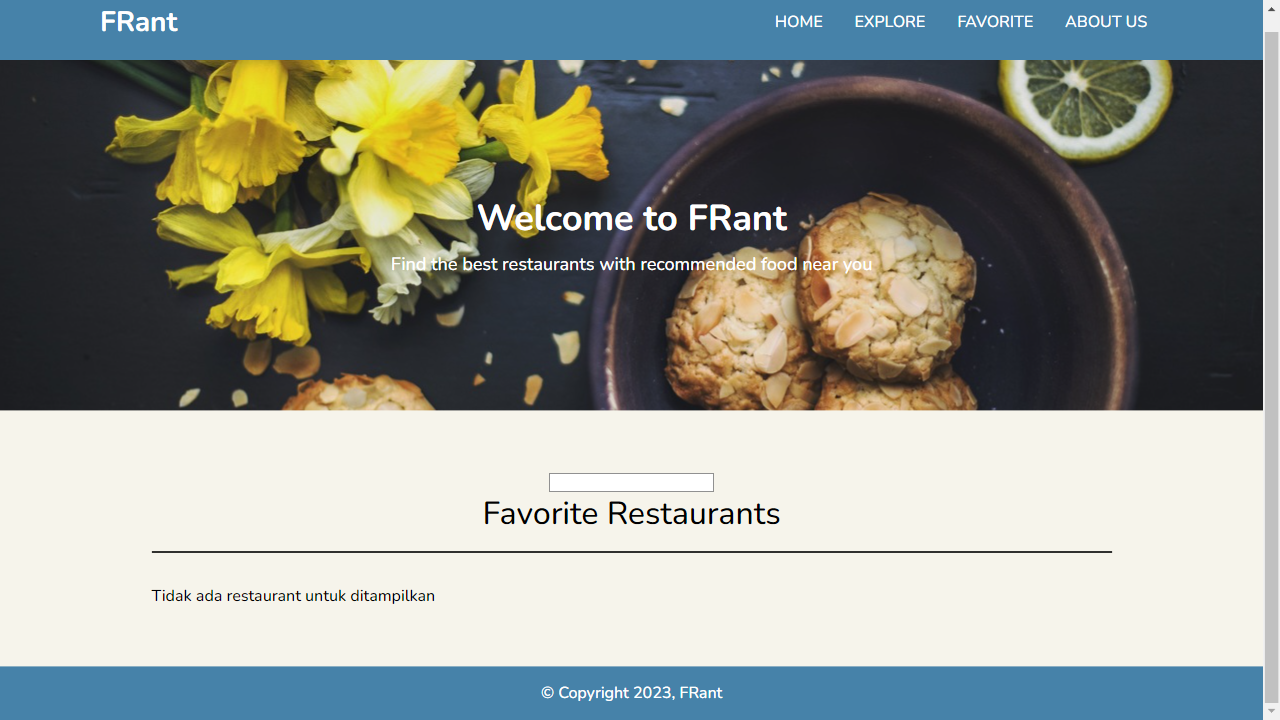 FRant
HOME EXPLORE FAVORITE ABOUT US
Welcome to FRant
Find the best restaurants with recommended food near you
Favorite Restaurants
Tidak ada restaurant untuk ditampilkan
© Copyright 2023, FRant